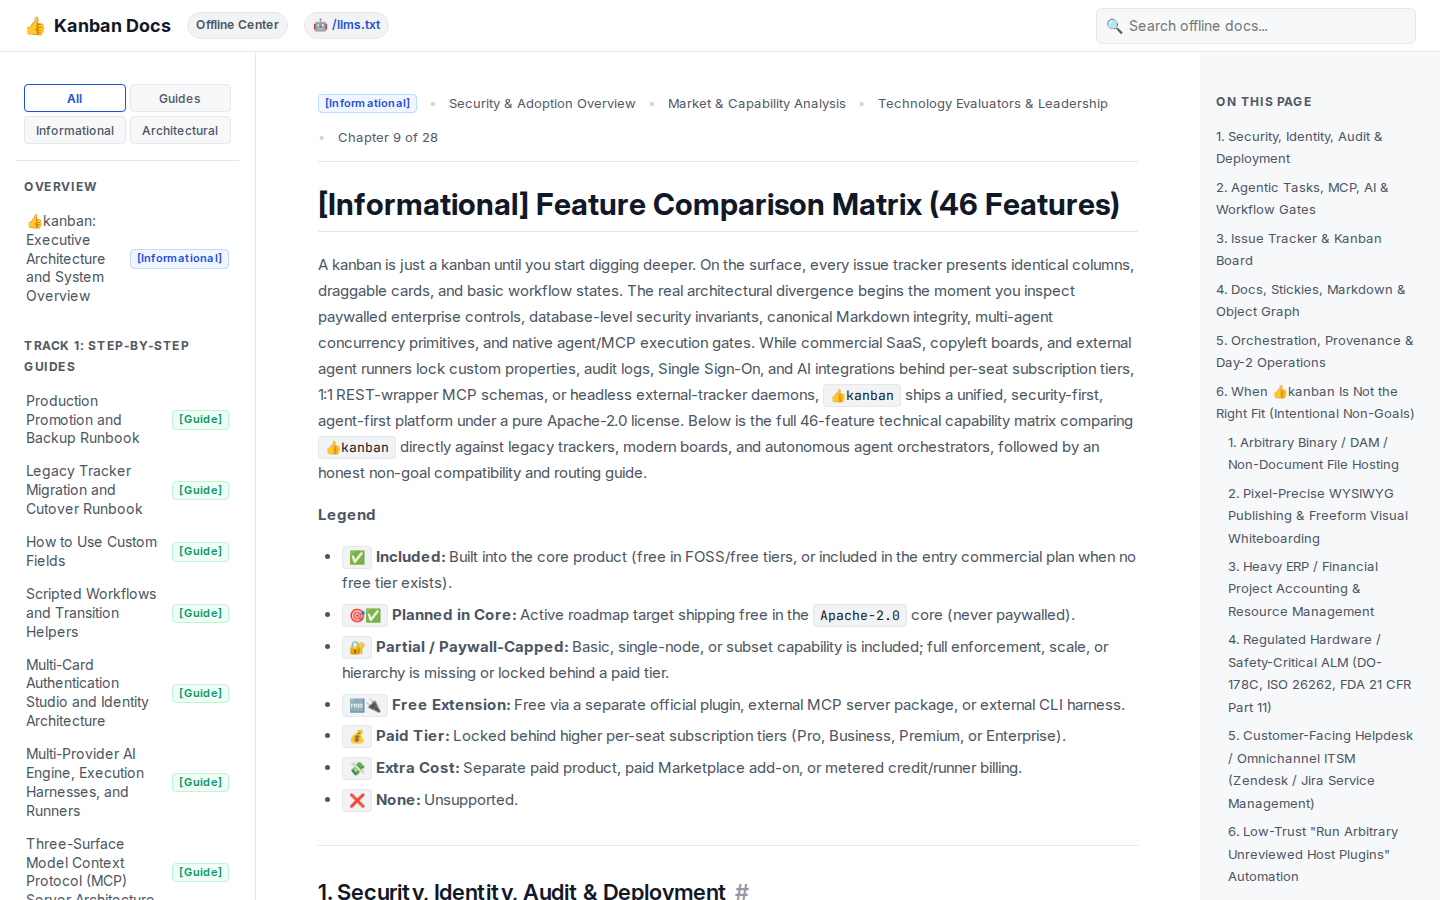 👍 Kanban Docs
Offline Center
🤖 /llms.txt
🔍 Search offline docs...
All
Guides
Informational
Architectural
OVERVIEW
👍kanban:
Executive
Architecture
and System
Overview
[Informational]
TRACK 1: STEP-BY-STEP
GUIDES
Production
Promotion and
Backup Runbook
[Guide]
Legacy Tracker
Migration and
Cutover Runbook
[Guide]
How to Use Custom
Fields
[Guide]
Scripted Workflows
and Transition
Helpers
[Guide]
Multi-Card
Authentication
Studio and Identity
Architecture
[Guide]
Multi-Provider AI
Engine, Execution
Harnesses, and
Runners
[Guide]
Three-Surface
Model Context
Protocol (MCP)
Server Architecture
[Guide]
[Informational] • Security & Adoption Overview • Market & Capability Analysis • Technology Evaluators & Leadership
• Chapter 9 of 28
[Informational] Feature Comparison Matrix (46 Features)
A kanban is just a kanban until you start digging deeper. On the surface, every issue tracker presents identical columns,
draggable cards, and basic workflow states. The real architectural divergence begins the moment you inspect
paywalled enterprise controls, database-level security invariants, canonical Markdown integrity, multi-agent
concurrency primitives, and native agent/MCP execution gates. While commercial SaaS, copyleft boards, and external
agent runners lock custom properties, audit logs, Single Sign-On, and AI integrations behind per-seat subscription tiers,
1:1 REST-wrapper MCP schemas, or headless external-tracker daemons, 👍kanban ships a unified, security-first,
agent-first platform under a pure Apache-2.0 license. Below is the full 46-feature technical capability matrix comparing
👍kanban directly against legacy trackers, modern boards, and autonomous agent orchestrators, followed by an
honest non-goal compatibility and routing guide.
Legend
• ✅ Included: Built into the core product (free in FOSS/free tiers, or included in the entry commercial plan when no
free tier exists).
• 🎯✅ Planned in Core: Active roadmap target shipping free in the Apache-2.0 core (never paywalled).
• 🔐 Partial / Paywall-Capped: Basic, single-node, or subset capability is included; full enforcement, scale, or
hierarchy is missing or locked behind a paid tier.
• 🆓🔌 Free Extension: Free via a separate official plugin, external MCP server package, or external CLI harness.
• 💰 Paid Tier: Locked behind higher per-seat subscription tiers (Pro, Business, Premium, or Enterprise).
• 💸 Extra Cost: Separate paid product, paid Marketplace add-on, or metered credit/runner billing.
• ❌ None: Unsupported.
1. Security, Identity, Audit & Deployment #
ON THIS PAGE
1. Security, Identity, Audit &
Deployment
2. Agentic Tasks, MCP, AI &
Workflow Gates
3. Issue Tracker & Kanban
Board
4. Docs, Stickies, Markdown &
Object Graph
5. Orchestration, Provenance &
Day-2 Operations
6. When 👍kanban Is Not the
Right Fit (Intentional Non-Goals)
1. Arbitrary Binary / DAM /
Non-Document File Hosting
2. Pixel-Precise WYSIWYG
Publishing & Freeform Visual
Whiteboarding
3. Heavy ERP / Financial
Project Accounting &
Resource Management
4. Regulated Hardware /
Safety-Critical ALM (DO-
178C, ISO 26262, FDA 21 CFR
Part 11)
5. Customer-Facing Helpdesk
/ Omnichannel ITSM
(Zendesk / Jira Service
Management)
6. Low-Trust "Run Arbitrary
Unreviewed Host Plugins"
Automation